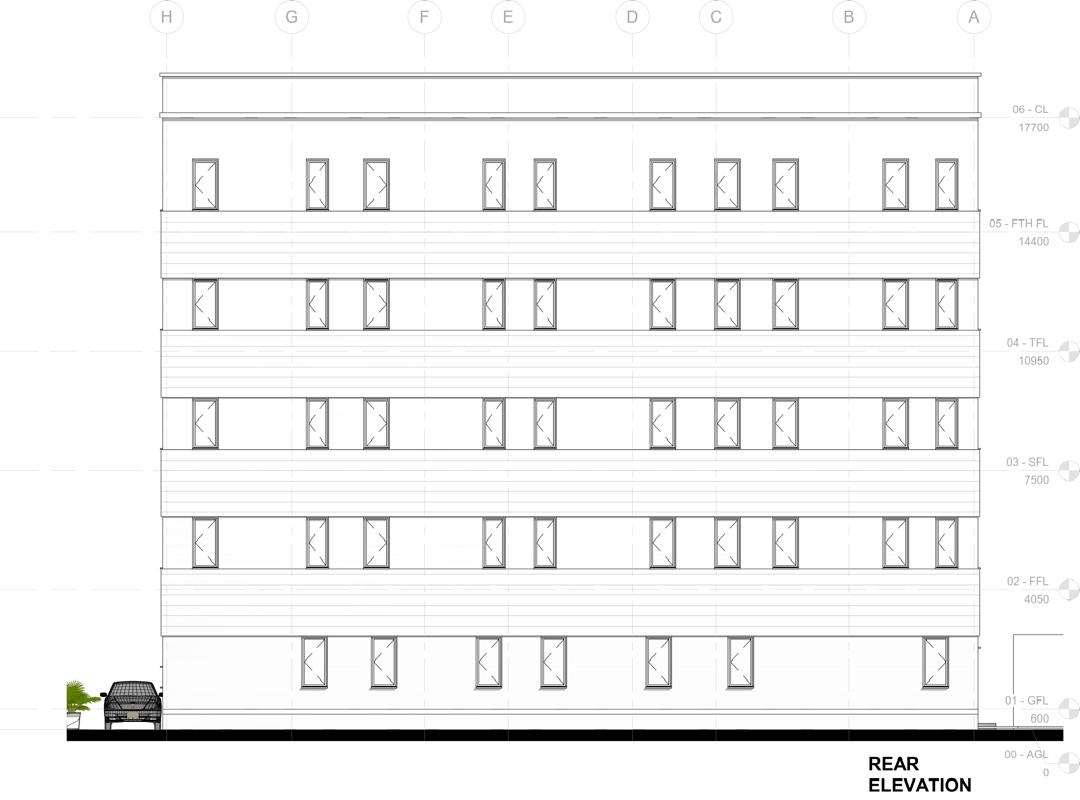 H G F E D C B A
06 - CL
17700
05 - FTH FL
14400
04 - TFL
10950
03 - SFL
7500
02 - FFL
4050
01 - GFL
600
00 - AGL
0
REAR
ELEVATION